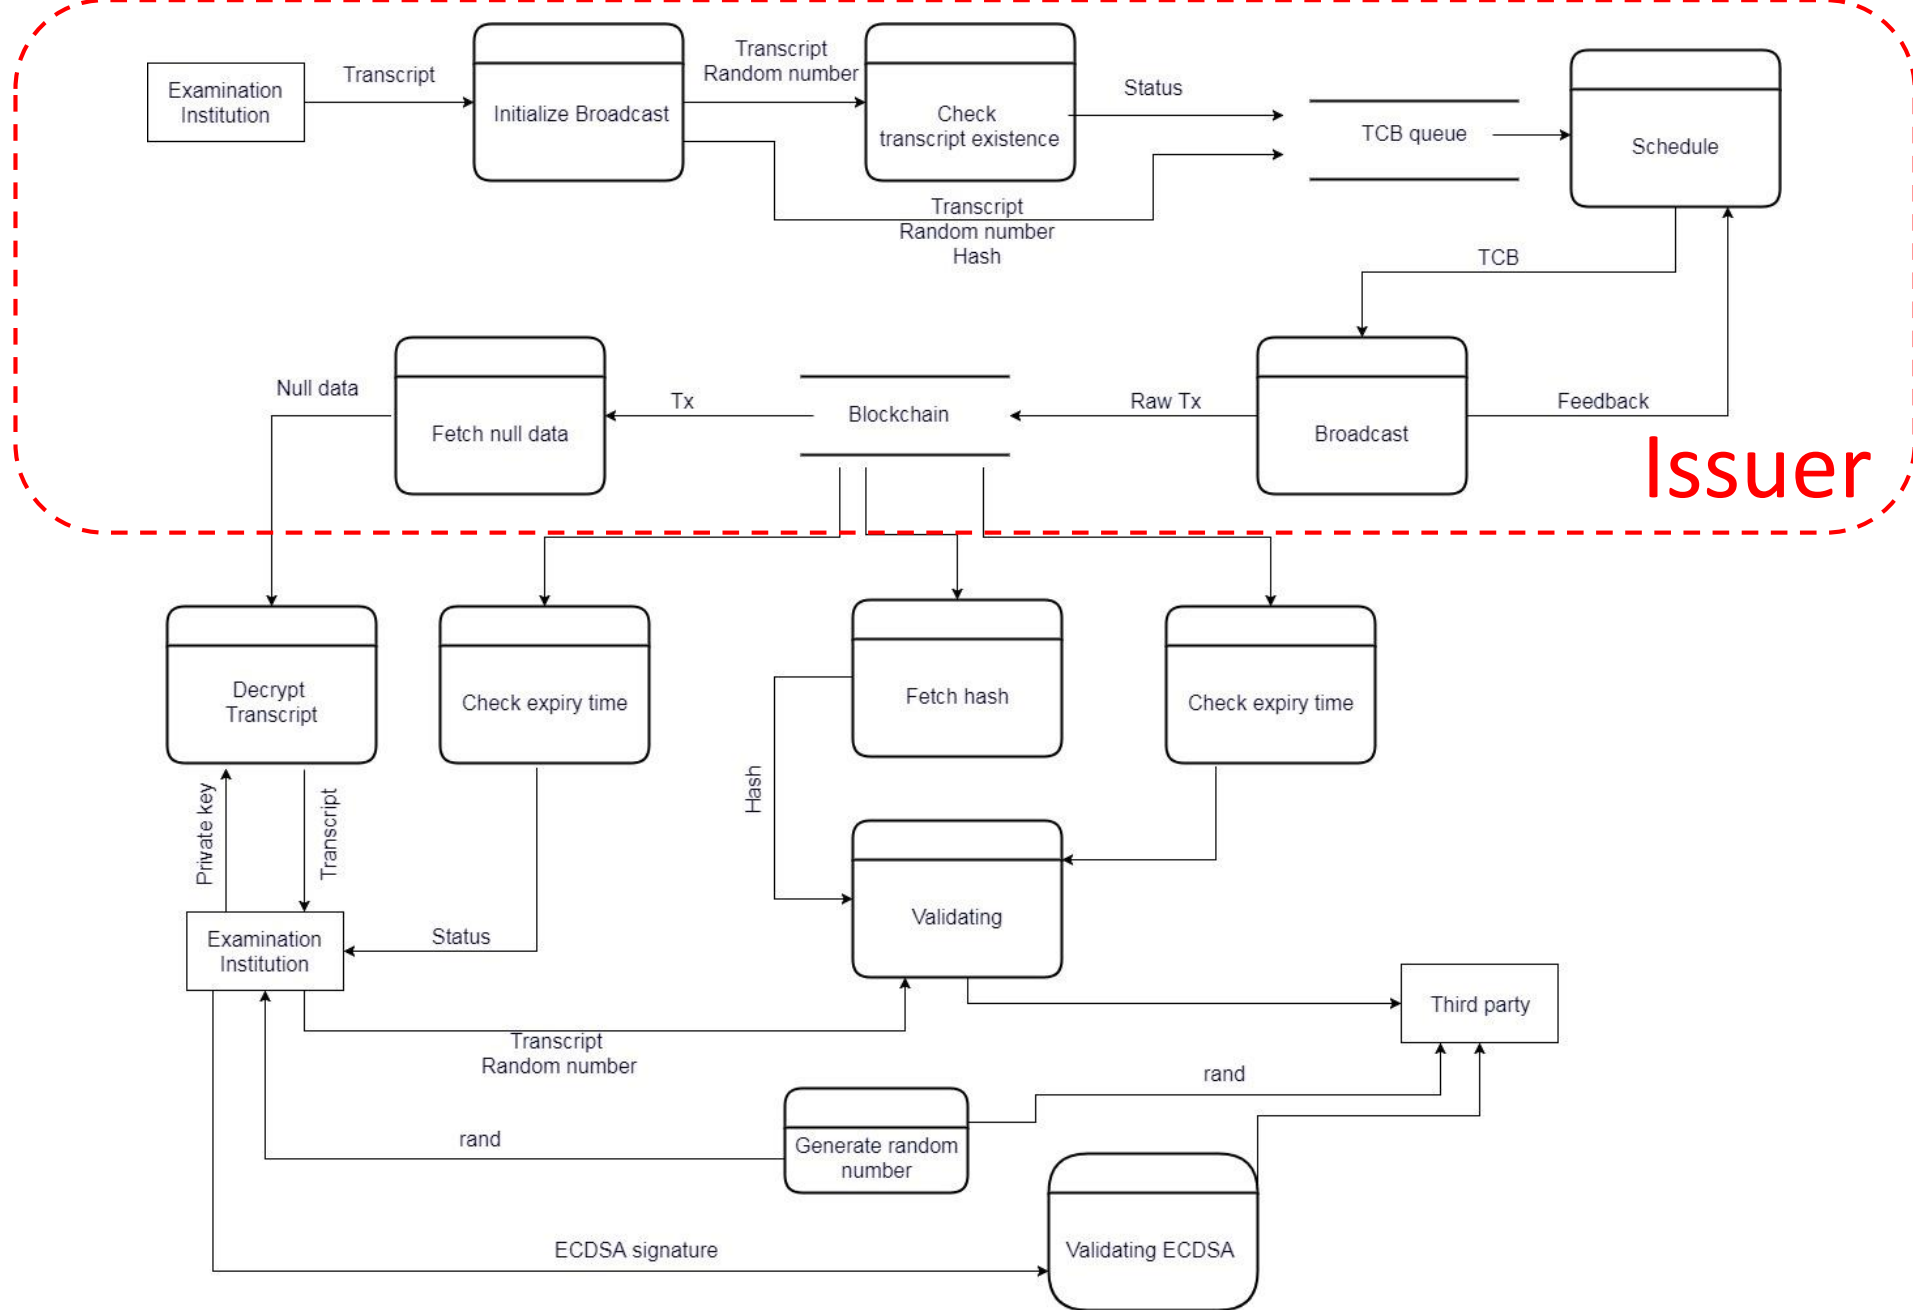 Examination
Institution
Transcript
Initialize Broadcast
Transcript
Random number
Check
transcript existence
Status
TCB queue
Schedule
Transcript
Random number
Hash
TCB
Null data
Fetch null data
Tx
Blockchain
Raw Tx
Broadcast
Feedback
Issuer
Decrypt
Transcript
Check expiry time
Fetch hash
Check expiry time
Private key
Transcript
Hash
Examination
Institution
Status
Validating
Third party
Transcript
Random number
rand
rand
Generate random
number
ECDSA signature
Validating ECDSA